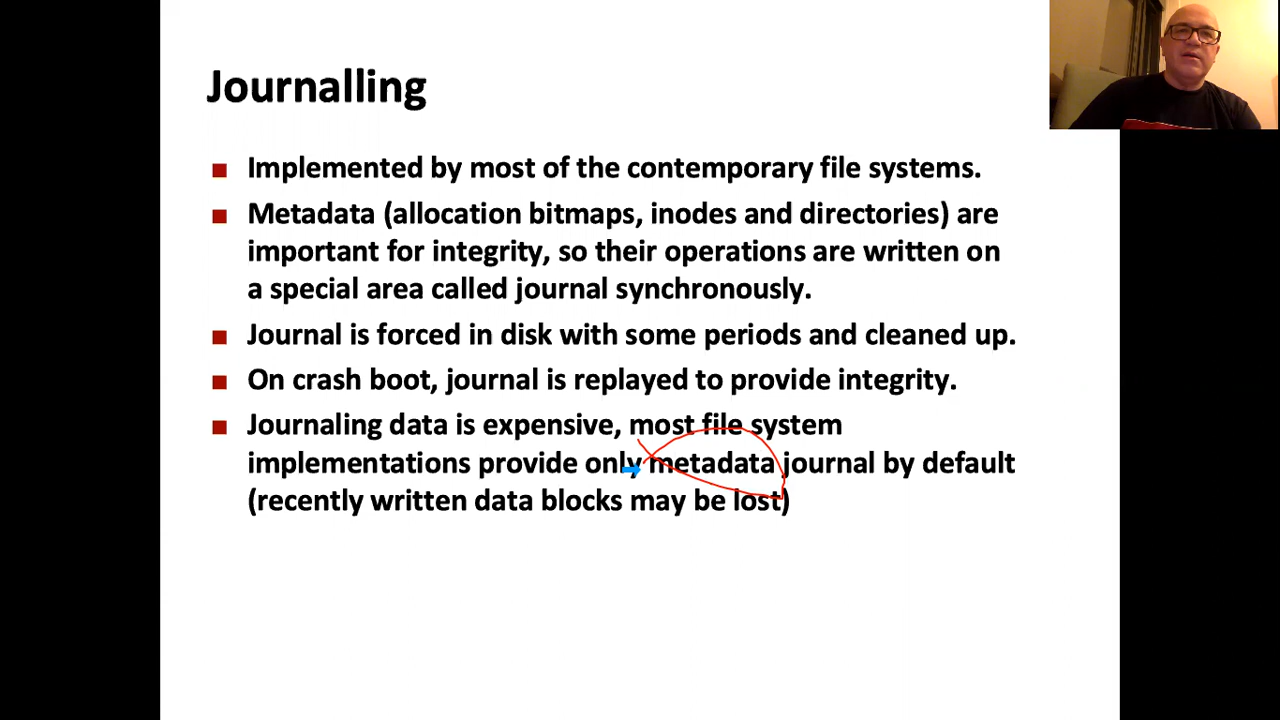 Journalling
Implemented by most of the contemporary file systems.
Metadata (allocation bitmaps, inodes and directories) are
important for integrity, so their operations are written on
a special area called journal synchronously.
Journal is forced in disk with some periods and cleaned up.
On crash boot, journal is replayed to provide integrity.
Journaling data is expensive, most file system
implementations provide only metadata journal by default
(recently written data blocks may be lost)